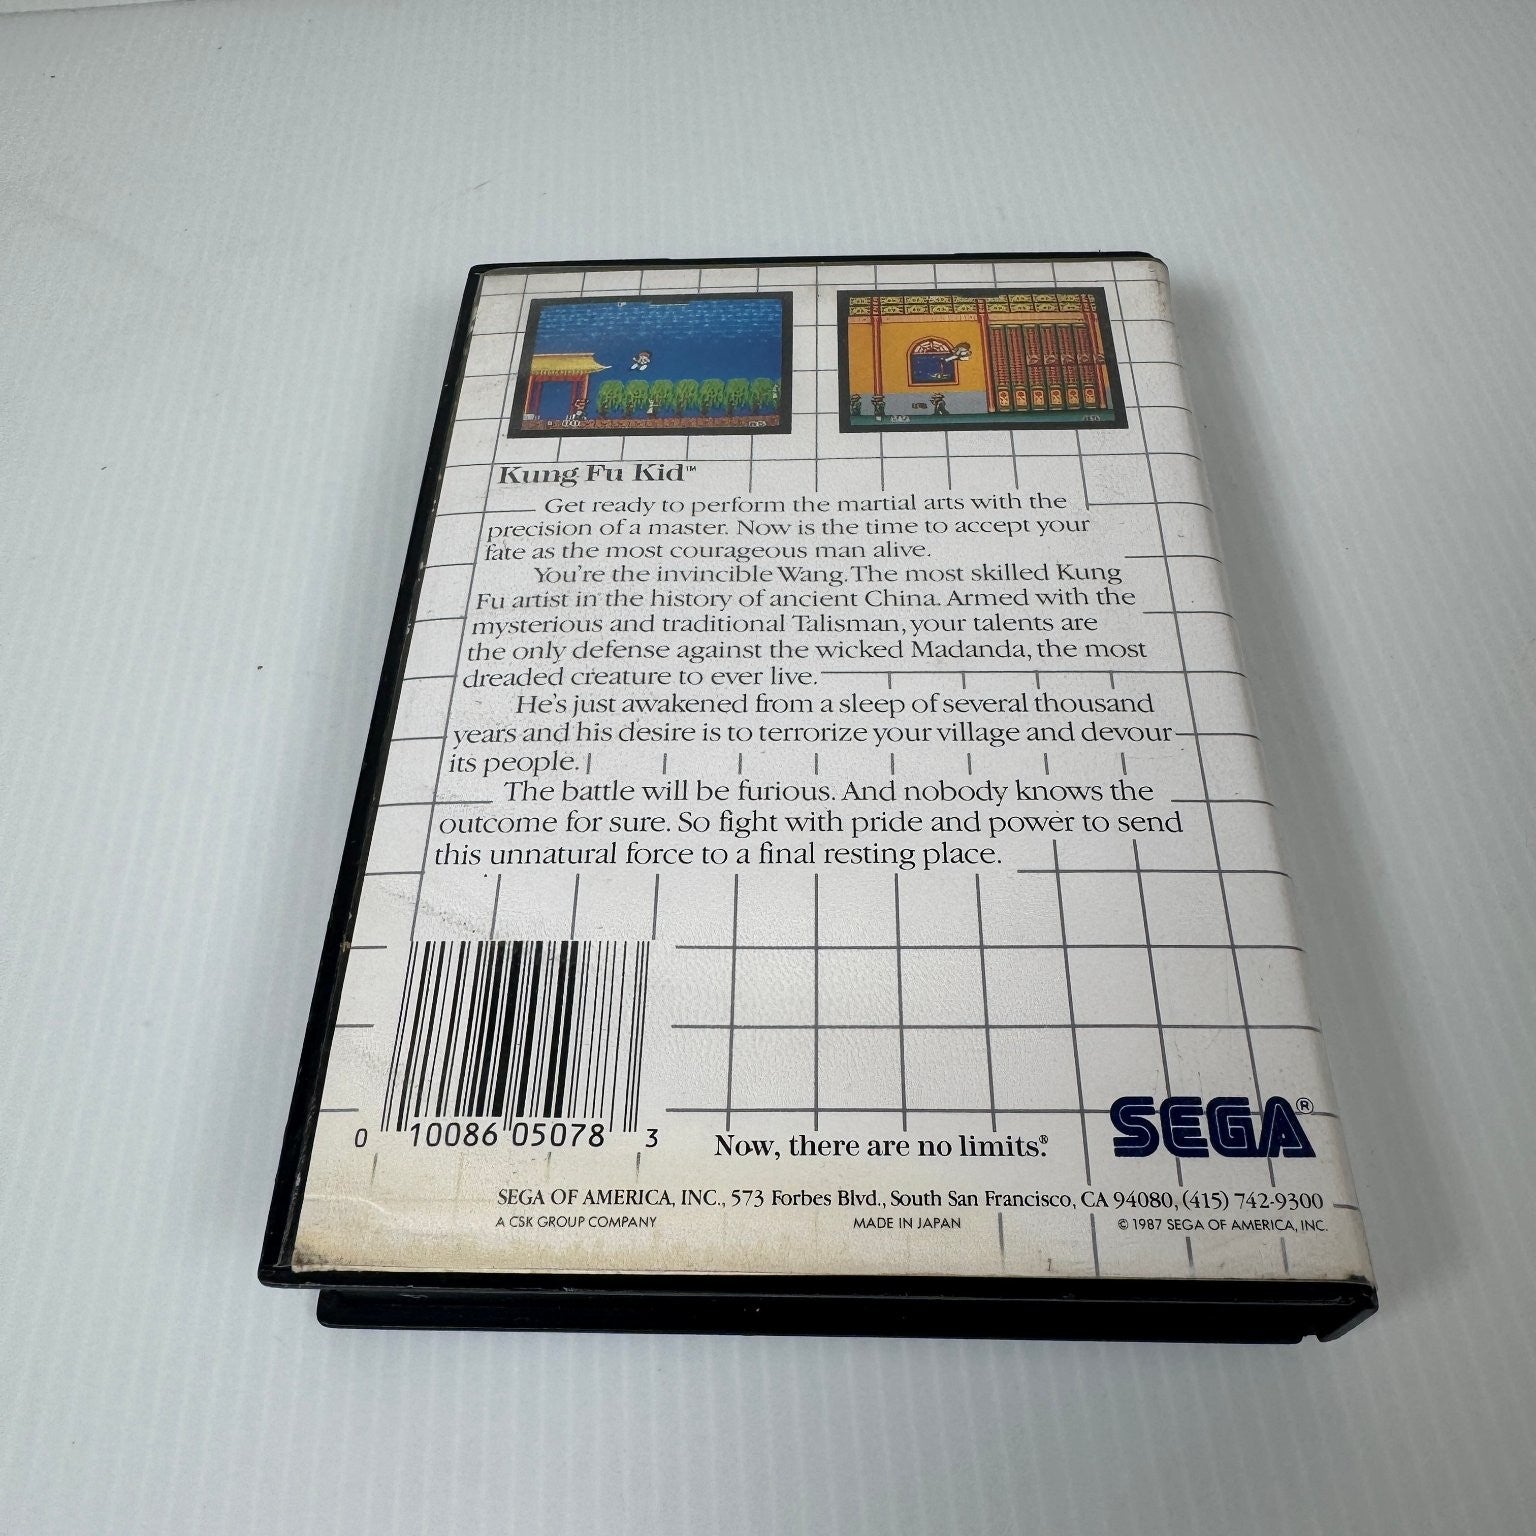 Kung Fu Kid™
Get ready to perform the martial arts with the
precision of a master. Now is the time to accept your
fate as the most courageous man alive.
You're the invincible Wang. The most skilled Kung
Fu artist in the history of ancient China. Armed with the
mysterious and traditional Talisman, your talents are
the only defense against the wicked Madanda, the most
dreaded creature to ever live.
He's just awakened from a sleep of several thousand
years and his desire is to terrorize your village and devour
its people.
The battle will be furious. And nobody knows the
outcome for sure. So fight with pride and power to send
this unnatural force to a final resting place.
0 10086 05078 3
Now, there are no limits.®
SEGA®
SEGA OF AMERICA, INC., 573 Forbes Blvd., South San Francisco, CA 94080, (415) 742-9300
A CSK GROUP COMPANY MADE IN JAPAN © 1987 SEGA OF AMERICA, INC.